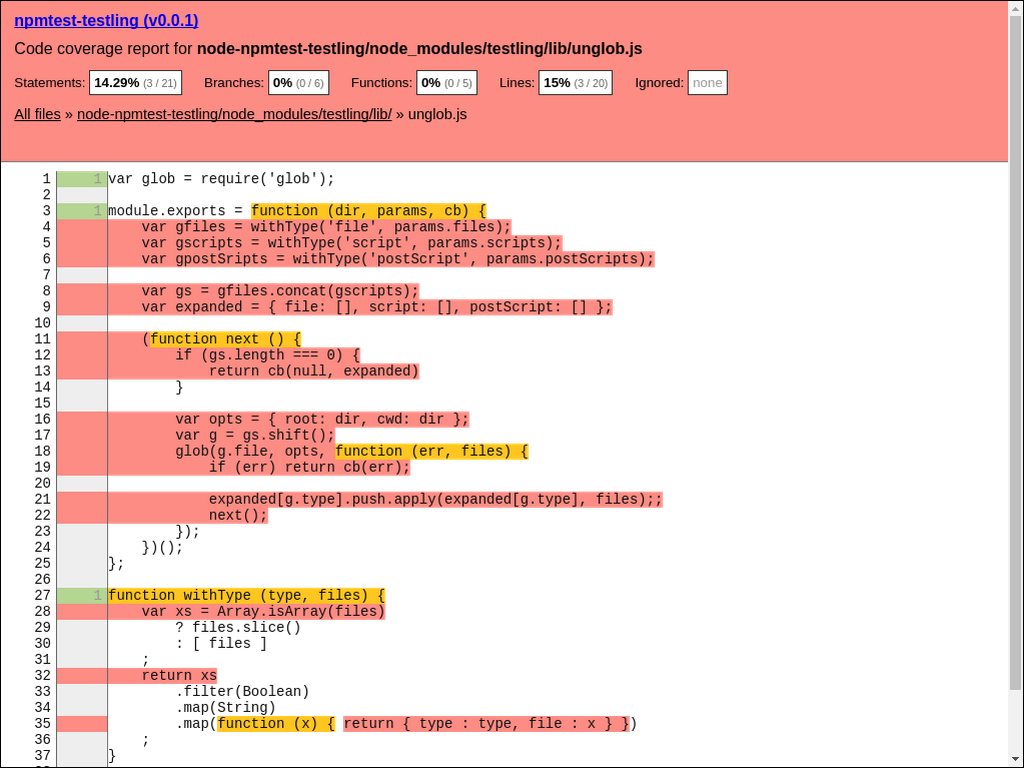 npmtest-testling (v0.0.1)
Code coverage report for node-npmtest-testling/node_modules/testling/lib/unglob.js
Statements: 14.29% (3 / 21) Branches: 0% (0 / 6) Functions: 0% (0 / 5) Lines: 15% (3 / 20) Ignored: none
All files » node-npmtest-testling/node_modules/testling/lib/ » unglob.js
1 1 var glob = require('glob');
2
3 1 module.exports = function (dir, params, cb) {
4     var gfiles = withType('file', params.files);
5     var gscripts = withType('script', params.scripts);
6     var gpostSripts = withType('postScript', params.postScripts);
7
8     var gs = gfiles.concat(gscripts);
9     var expanded = { file: [], script: [], postScript: [] };
10
11     (function next () {
12         if (gs.length === 0) {
13             return cb(null, expanded)
14         }
15
16         var opts = { root: dir, cwd: dir };
17         var g = gs.shift();
18         glob(g.file, opts, function (err, files) {
19             if (err) return cb(err);
20
21             expanded[g.type].push.apply(expanded[g.type], files);;
22             next();
23         });
24     })();
25 };
26
27 1 function withType (type, files) {
28     var xs = Array.isArray(files)
29         ? files.slice()
30         : [ files ]
31     ;
32     return xs
33         .filter(Boolean)
34         .map(String)
35         .map(function (x) { return { type : type, file : x } })
36     ;
37 }